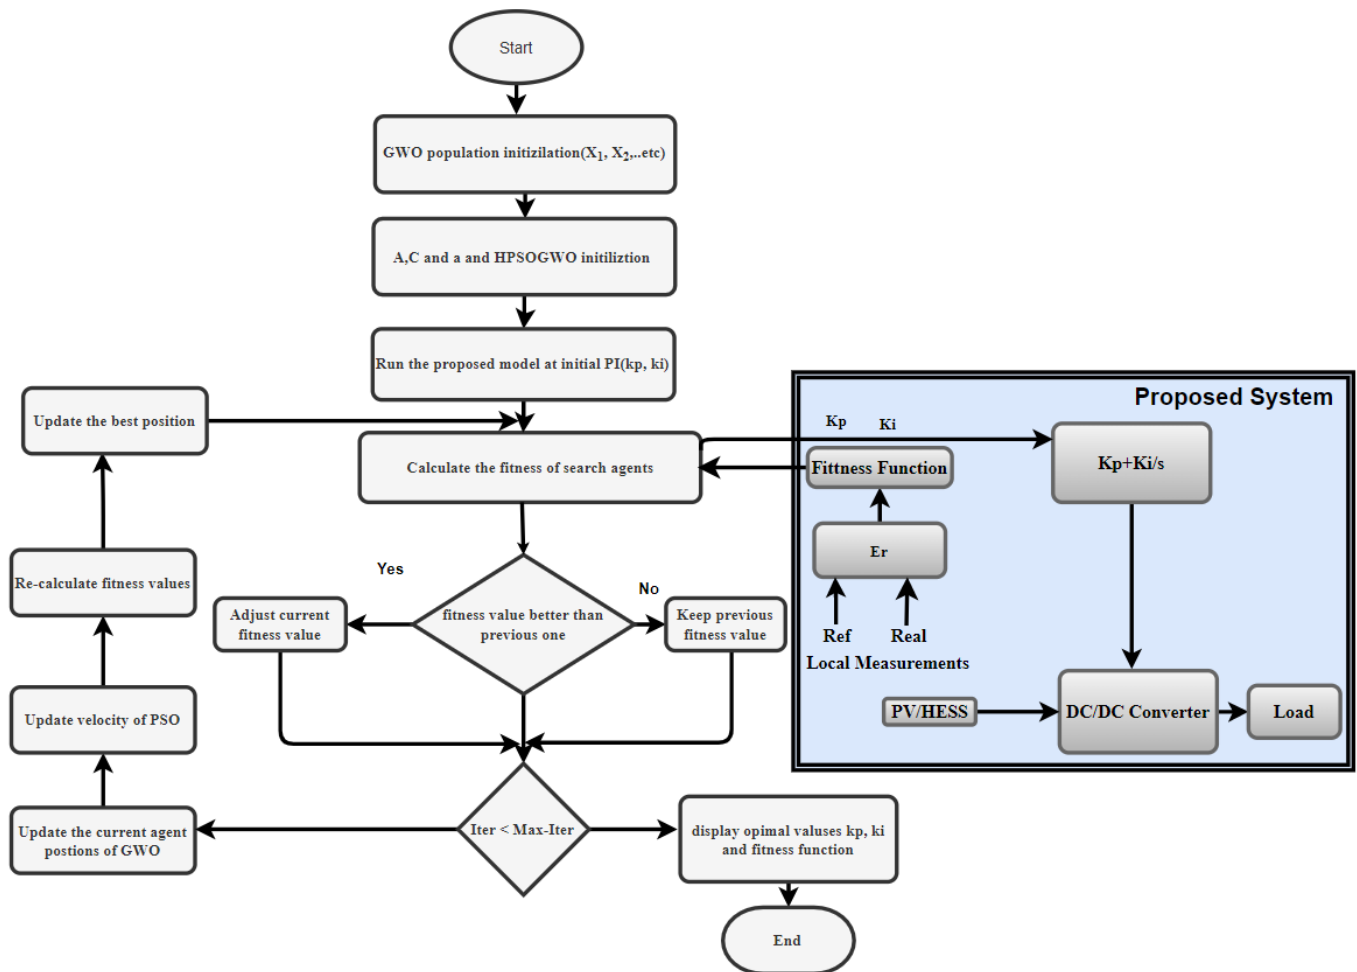 Start
GWO population initizilation(X1, X2,..etc)
A,C and a and HPSOGWO initiliztion
Run the proposed model at initial PI(kp, ki)
Update the best position
Calculate the fitness of search agents
Re-calculate fitness values
Yes
No
Adjust current
fitness value
fitness value better than
previous one
Keep previous
fitness value
Update velocity of PSO
Update the current agent
postions of GWO
Iter < Max-Iter
display opimal valuses kp, ki
and fitness function
End
Proposed System
Kp
Ki
Fittness Function
Kp+Ki/s
Er
Ref
Real
Local Measurements
PV/HESS
DC/DC Converter
Load